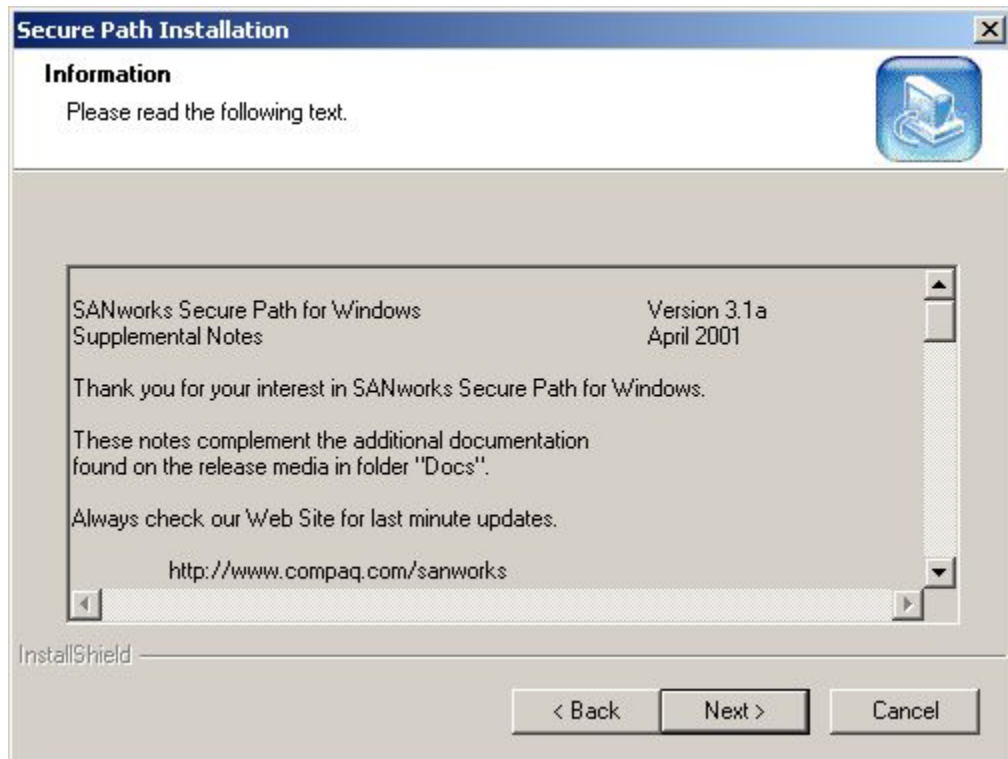 Secure Path Installation
Information
Please read the following text.
SANworks Secure Path for Windows Version 3.1a
Supplemental Notes April 2001
Thank you for your interest in SANworks Secure Path for Windows.
These notes complement the additional documentation
found on the release media in folder "Docs".
Always check our Web Site for last minute updates.
http://www.compaq.com/sanworks
InstallShield
< Back Next > Cancel